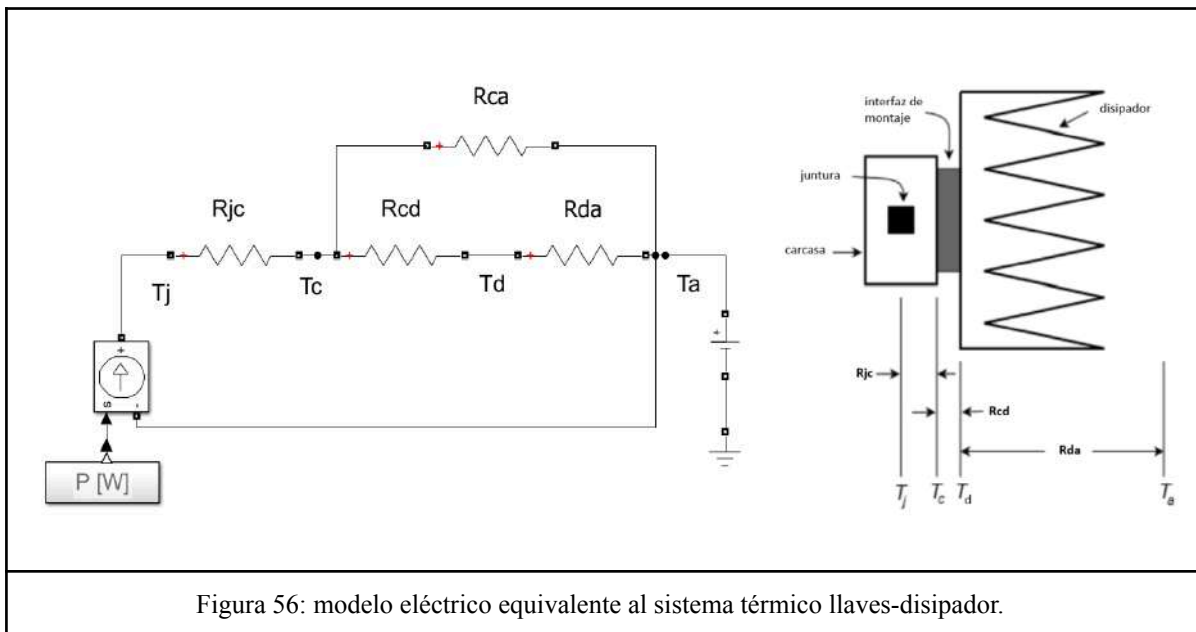 Rca
Rjc
Rcd
Rda
Tj
Tc
Td
Ta
+
s
-
P [W]
+
interfaz de
montaje
disipador
juntura
carcasa
Rjc
Rcd
Rda
Tj
Tc
Td
Ta
Figura 56: modelo eléctrico equivalente al sistema térmico llaves-disipador.